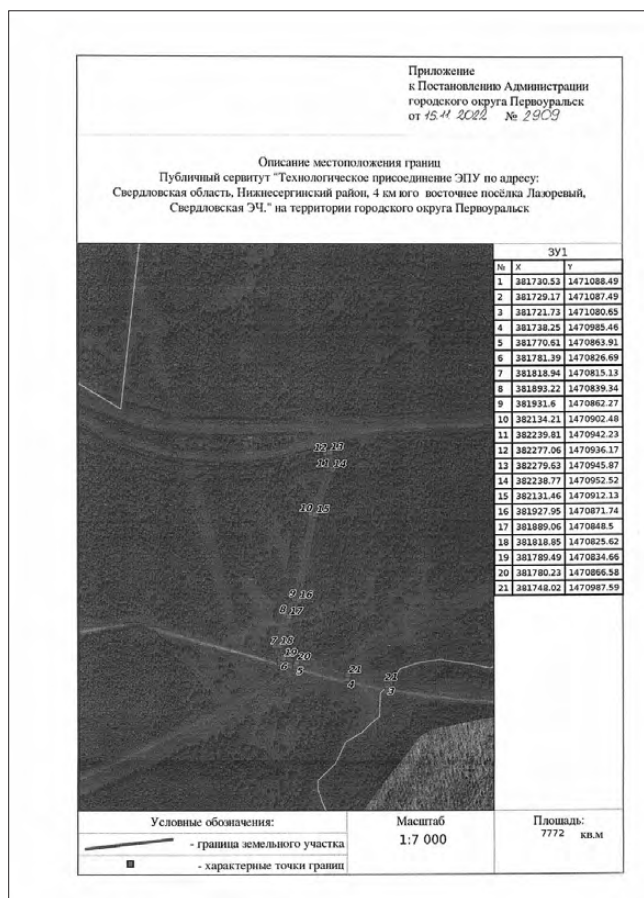 Приложение
к Постановлению Администрации
городского округа Первоуральск
от 15.11 2022 № 2909
Описание местоположения границ
Публичный сервитут "Технологическое присоединение ЭПУ по адресу:
Свердловская область, Нижнесергинский район, 4 км юго восточнее посёлка Лазоревый,
Свердловская ЭЧ." на территории городского округа Первоуральск
ЗУ1
№ X Y
1 381730.53 1471088.49
2 381729.17 1471087.49
3 381721.73 1471080.65
4 381738.25 1470985.46
5 381770.61 1470863.91
6 381781.39 1470826.69
7 381818.94 1470815.13
8 381893.22 1470839.34
9 381931.6 1470862.27
10 382134.21 1470902.48
11 382239.81 1470942.23
12 382277.06 1470936.17
13 382279.63 1470945.87
14 382238.77 1470952.52
15 382131.46 1470912.13
16 381927.95 1470871.74
17 381889.06 1470848.5
18 381818.85 1470825.62
19 381789.49 1470834.66
20 381780.23 1470866.58
21 381748.02 1470987.59
12 13
11 14
10 15
9 16
8 17
7 18
19
20
6 5
21
4
21
3
Условные обозначения:
- граница земельного участка
- характерные точки границ
Масштаб
1:7 000
Площадь:
7772 кв.м